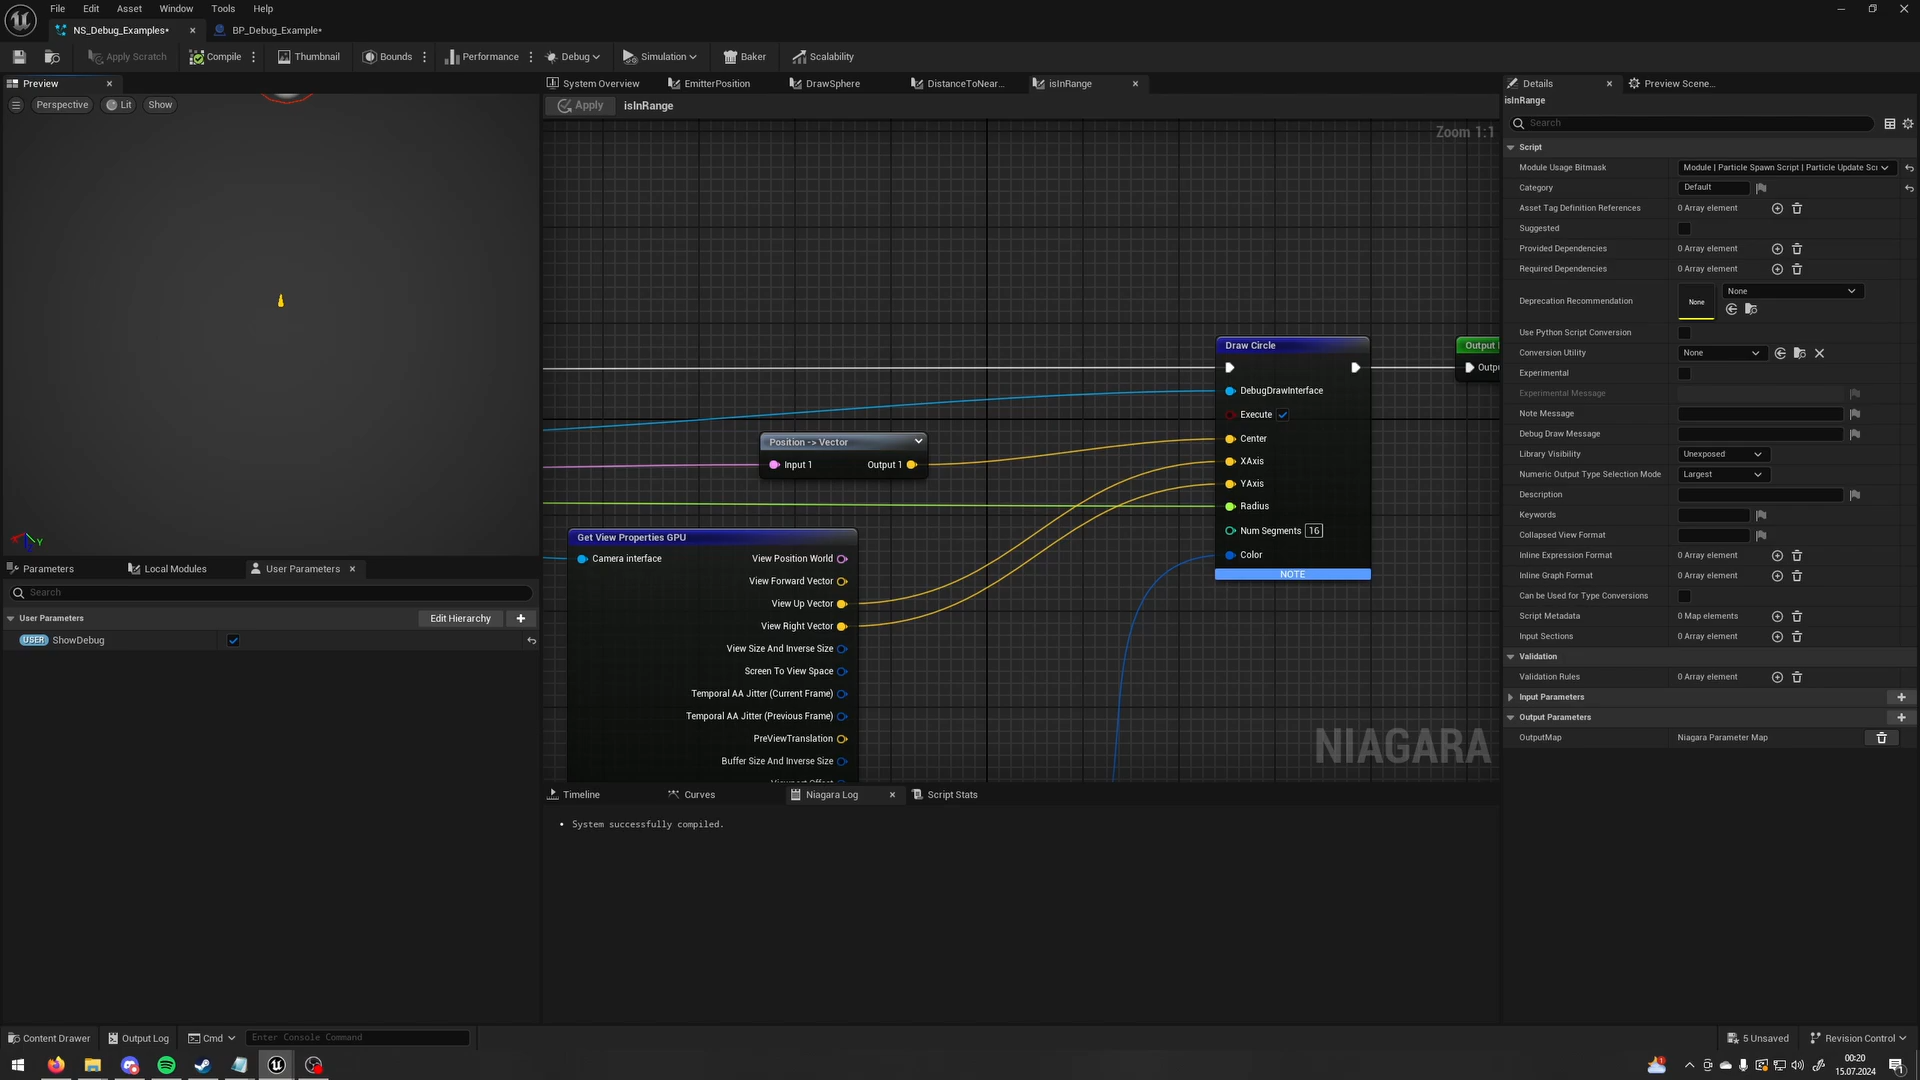 File Edit Asset Window Tools Help
NS_Debug_Examples*
BP_Debug_Example*
Apply Scratch
Compile
Thumbnail
Bounds
Performance
Debug
Simulation
Baker
Scalability
Preview
Perspective
Lit
Show
System Overview
EmitterPosition
DrawSphere
DistanceToNear...
isInRange
Apply
isInRange
Zoom 1:1
Draw Circle
DebugDrawInterface
Execute
Center
XAxis
YAxis
Radius
Num Segments 16
Color
NOTE
Output
Outp
Position -> Vector
Input 1
Output 1
Get View Properties GPU
Camera interface
View Position World
View Forward Vector
View Up Vector
View Right Vector
View Size And Inverse Size
Screen To View Space
Temporal AA Jitter (Current Frame)
Temporal AA Jitter (Previous Frame)
PreViewTranslation
Buffer Size And Inverse Size
Viewport Offset
NIAGARA
Y
Parameters
Local Modules
User Parameters
Search
User Parameters
Edit Hierarchy
USER ShowDebug
Timeline
Curves
Niagara Log
Script Stats
System successfully compiled.
Details
Preview Scene...
isInRange
Search
Script
Module Usage Bitmask Module | Particle Spawn Script | Particle Update Scr
Category Default
Asset Tag Definition References 0 Array element
Suggested
Provided Dependencies 0 Array element
Required Dependencies 0 Array element
Deprecation Recommendation None None
Use Python Script Conversion
Conversion Utility None
Experimental
Experimental Message
Note Message
Debug Draw Message
Library Visibility Unexposed
Numeric Output Type Selection Mode Largest
Description
Keywords
Collapsed View Format
Inline Expression Format 0 Array element
Inline Graph Format 0 Array element
Can be Used for Type Conversions
Script Metadata 0 Map elements
Input Sections 0 Array element
Validation
Validation Rules 0 Array element
Input Parameters
Output Parameters
OutputMap Niagara Parameter Map
Content Drawer
Output Log
Cmd
Enter Console Command
5 Unsaved
Revision Control
00:20
15.07.2024